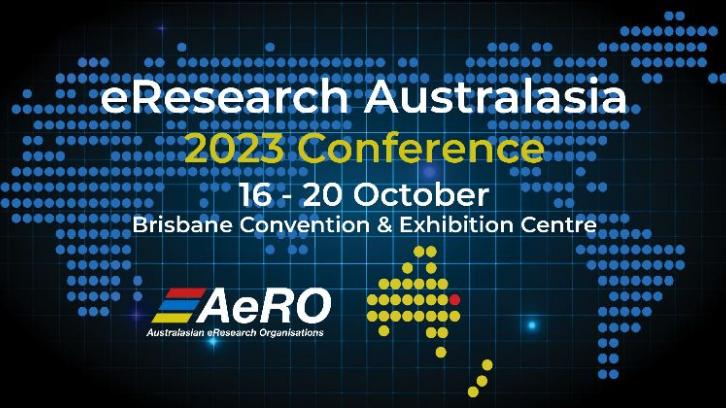 eResearch Australasia
2023 Conference
16 - 20 October
Brisbane Convention & Exhibition Centre
AeRO
Australasian eResearch Organisations